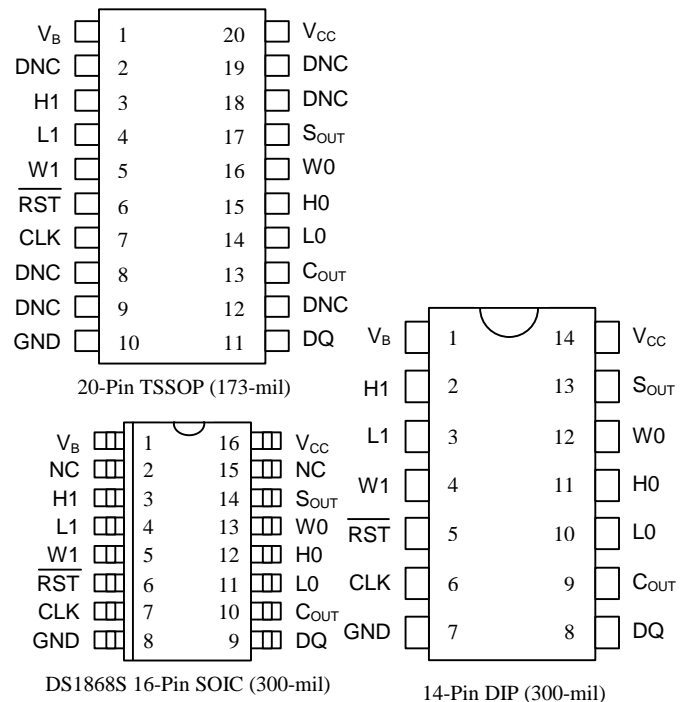 V_B 1 20 V_CC
DNC 2 19 DNC
H1 3 18 DNC
L1 4 17 S_OUT
W1 5 16 W0
R̅S̅T̅ 6 15 H0
CLK 7 14 L0
DNC 8 13 C_OUT
DNC 9 12 DNC
GND 10 11 DQ
20-Pin TSSOP (173-mil)
V_B 1 16 V_CC
NC 2 15 NC
H1 3 14 S_OUT
L1 4 13 W0
W1 5 12 H0
R̅S̅T̅ 6 11 L0
CLK 7 10 C_OUT
GND 8 9 DQ
DS1868S 16-Pin SOIC (300-mil)
V_B 1 14 V_CC
H1 2 13 S_OUT
L1 3 12 W0
W1 4 11 H0
R̅S̅T̅ 5 10 L0
CLK 6 9 C_OUT
GND 7 8 DQ
14-Pin DIP (300-mil)